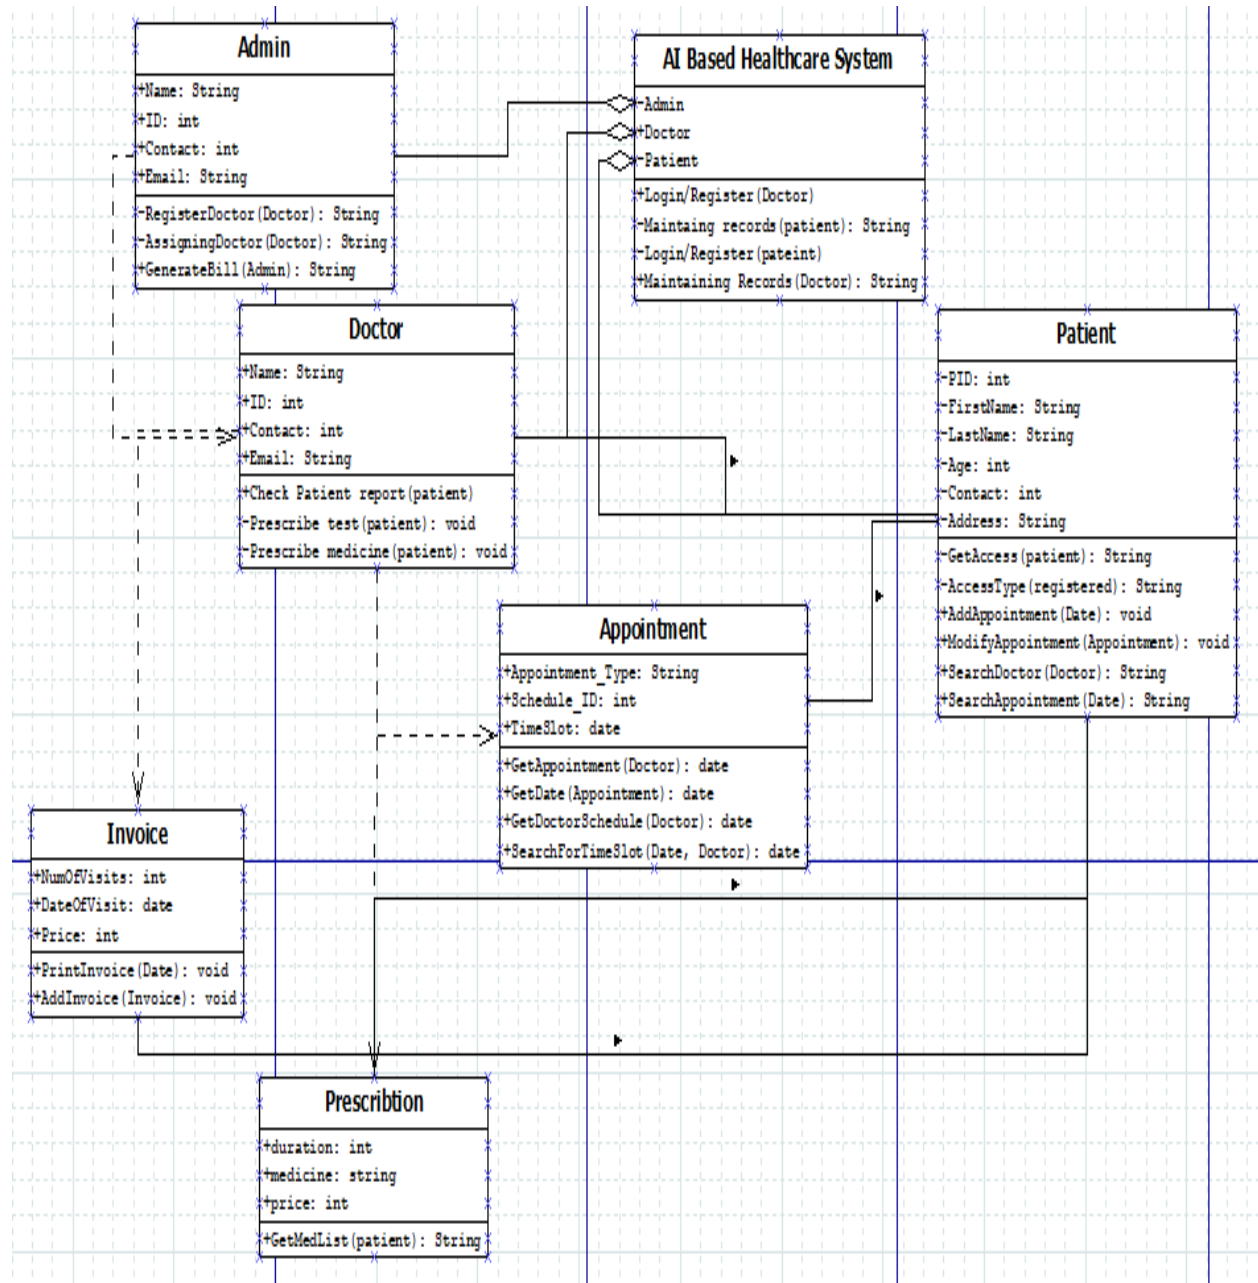 Admin
+Name: String
+ID: int
+Contact: int
+Email: String
-RegisterDoctor(Doctor): String
-AssigningDoctor(Doctor): String
+GenerateBill(Admin): String
AI Based Healthcare System
-Admin
+Doctor
-Patient
+Login/Register(Doctor)
-Maintaing records(patient): String
-Login/Register(pateint)
+Maintaining Records(Doctor): String
Doctor
+Name: String
+ID: int
+Contact: int
+Email: String
+Check Patient report(patient)
-Prescribe test(patient): void
-Prescribe medicine(patient): void
Patient
-PID: int
-FirstName: String
-LastName: String
-Age: int
-Contact: int
-Address: String
-GetAccess(patient): String
-AccessType(registered): String
+AddAppointment(Date): void
+ModifyAppointment(Appointment): void
+SearchDoctor(Doctor): String
+SearchAppointment(Date): String
Appointment
+Appointment_Type: String
+Schedule_ID: int
+TimeSlot: date
+GetAppointment(Doctor): date
+GetDate(Appointment): date
+GetDoctorSchedule(Doctor): date
+SearchForTimeSlot(Date, Doctor): date
Invoice
+NumOfVisits: int
+DateOfVisit: date
+Price: int
+PrintInvoice(Date): void
+AddInvoice(Invoice): void
Prescribtion
+duration: int
+medicine: string
+price: int
+GetMedList(patient): String